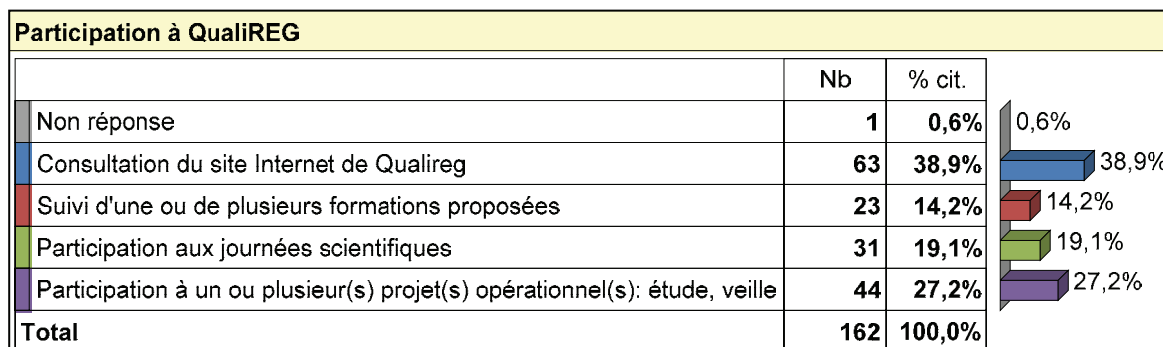 Participation à QualiREG
Nb % cit.
Non réponse 1 0,6% 0,6%
Consultation du site Internet de Qualireg 63 38,9% 38,9%
Suivi d'une ou de plusieurs formations proposées 23 14,2% 14,2%
Participation aux journées scientifiques 31 19,1% 19,1%
Participation à un ou plusieur(s) projet(s) opérationnel(s): étude, veille 44 27,2% 27,2%
Total 162 100,0%